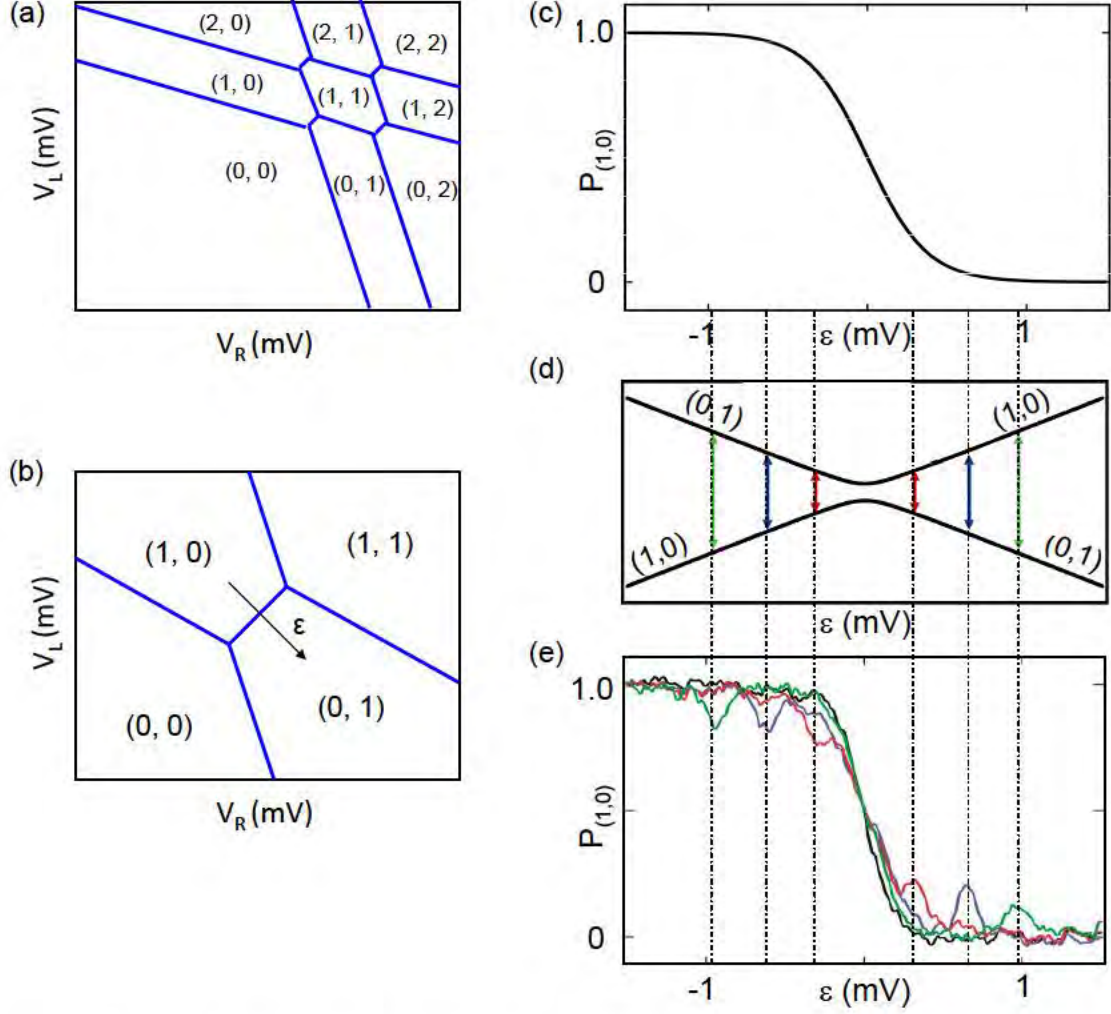 (a)
(2, 0)
(2, 1)
(2, 2)
(1, 0)
(1, 1)
(1, 2)
(0, 0)
(0, 1)
(0, 2)
V_L (mV)
V_R (mV)
(b)
(1, 0)
(1, 1)
ε
(0, 0)
(0, 1)
V_L (mV)
V_R (mV)
(c)
1.0
P_(1,0)
0
-1
ε (mV)
1
(d)
(0,1)
(1,0)
(1,0)
(0,1)
ε (mV)
(e)
1.0
P_(1,0)
0
-1
ε (mV)
1